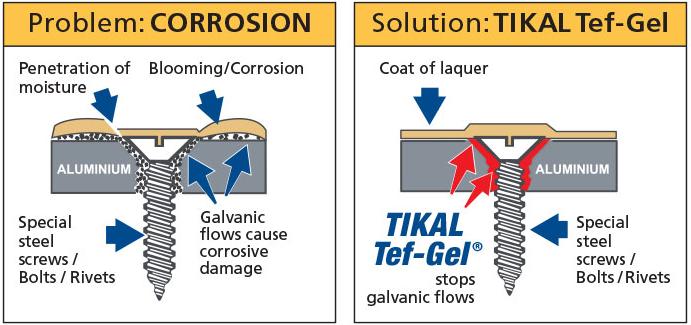 Problem: CORROSION
Penetration of
moisture
Blooming/Corrosion
ALUMINIUM
Special
steel
screws /
Bolts / Rivets
Galvanic
flows cause
corrosive
damage
Solution: TIKAL Tef-Gel
Coat of laquer
ALUMINIUM
TIKAL
Tef-Gel®
stops
galvanic flows
Special
steel
screws /
Bolts / Rivets